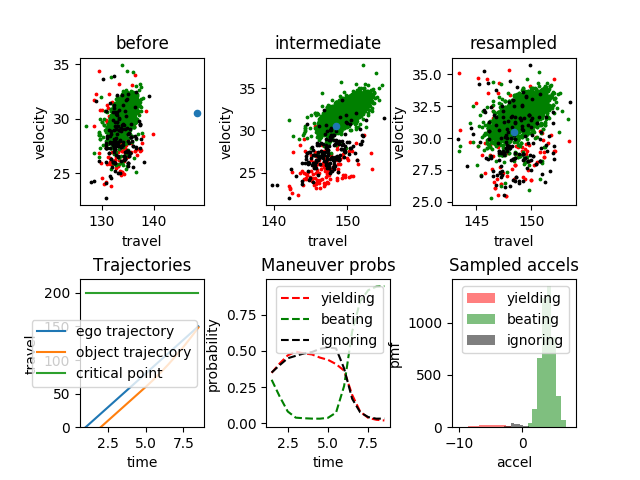 before
intermediate
resampled
35
30
25
velocity
130
140
travel
35
30
25
velocity
140
150
travel
35.0
32.5
30.0
27.5
25.0
velocity
145
150
travel
Trajectories
Maneuver probs
Sampled accels
200
150
100
50
0
travel
ego trajectory
object trajectory
critical point
2.5
5.0
7.5
time
0.75
0.50
0.25
0.00
probability
yielding
beating
ignoring
2.5
5.0
7.5
time
1000
500
0
pmf
yielding
beating
ignoring
−10
0
accel